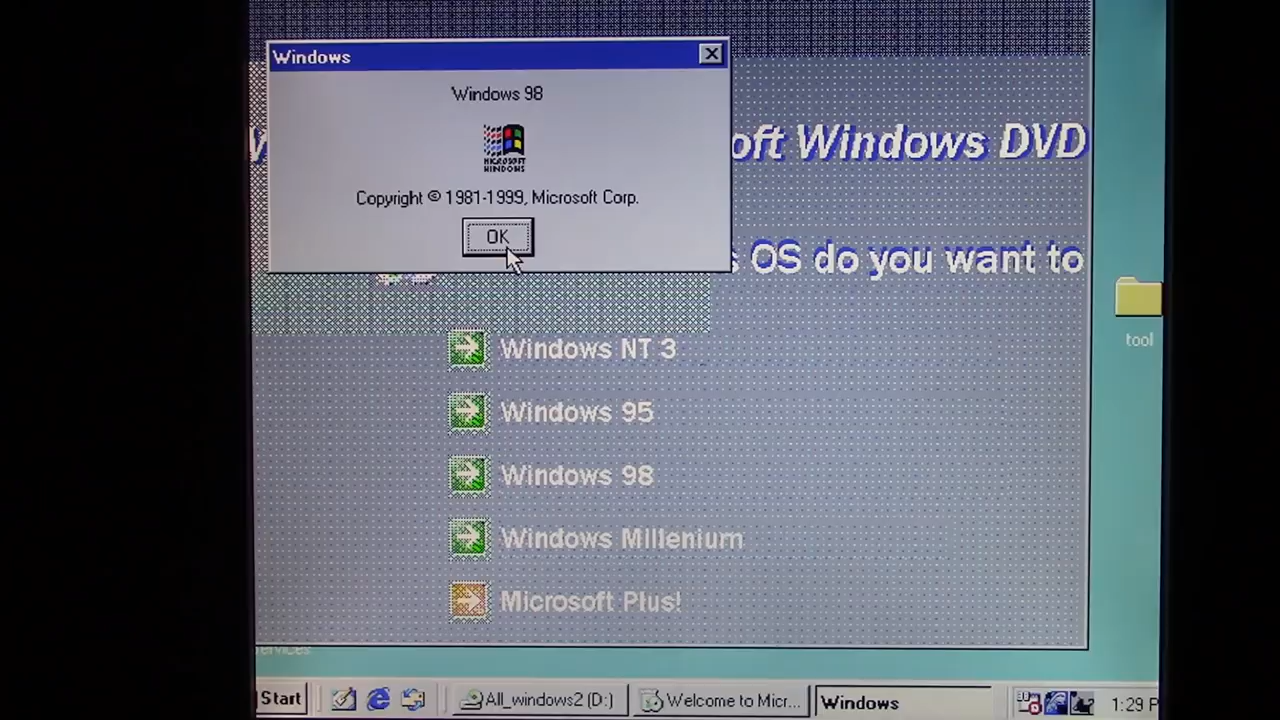 Windows
Windows 98
MICROSOFT
WINDOWS
Copyright © 1981-1999, Microsoft Corp.
OK
oft Windows DVD
s OS do you want to
Windows NT 3
Windows 95
Windows 98
Windows Millenium
Microsoft Plus!
tool
ervices
Start
All_windows2 (D:)
Welcome to Micr...
Windows
1:29 P